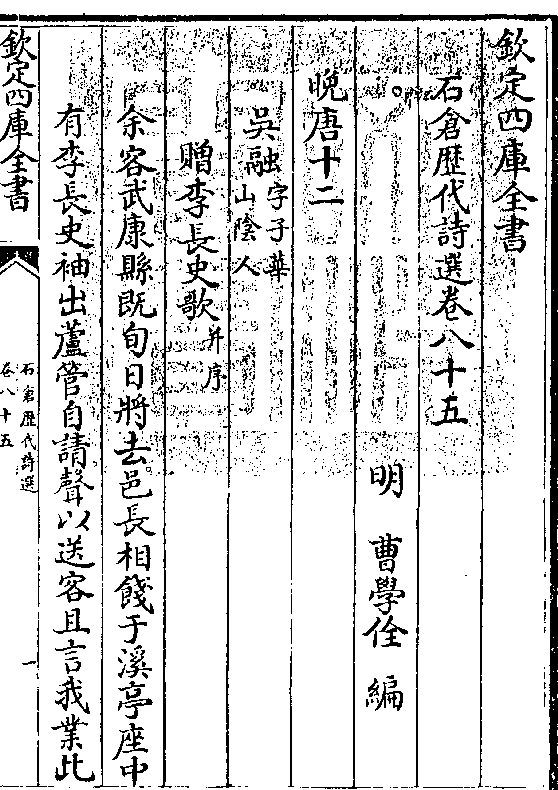 欽定四庫全書
石倉歷代詩選卷八十五
明 曹學佺 編
晚唐十二
吳融 字子華
山陰人
贈李長史歌 并序
余客武康縣既旬日將去邑長相餞于溪亭座中
有李長史袖出蘆管自請聲以送客且言我業此
欽定四庫全書
石倉歷代詩選
卷八十五
一